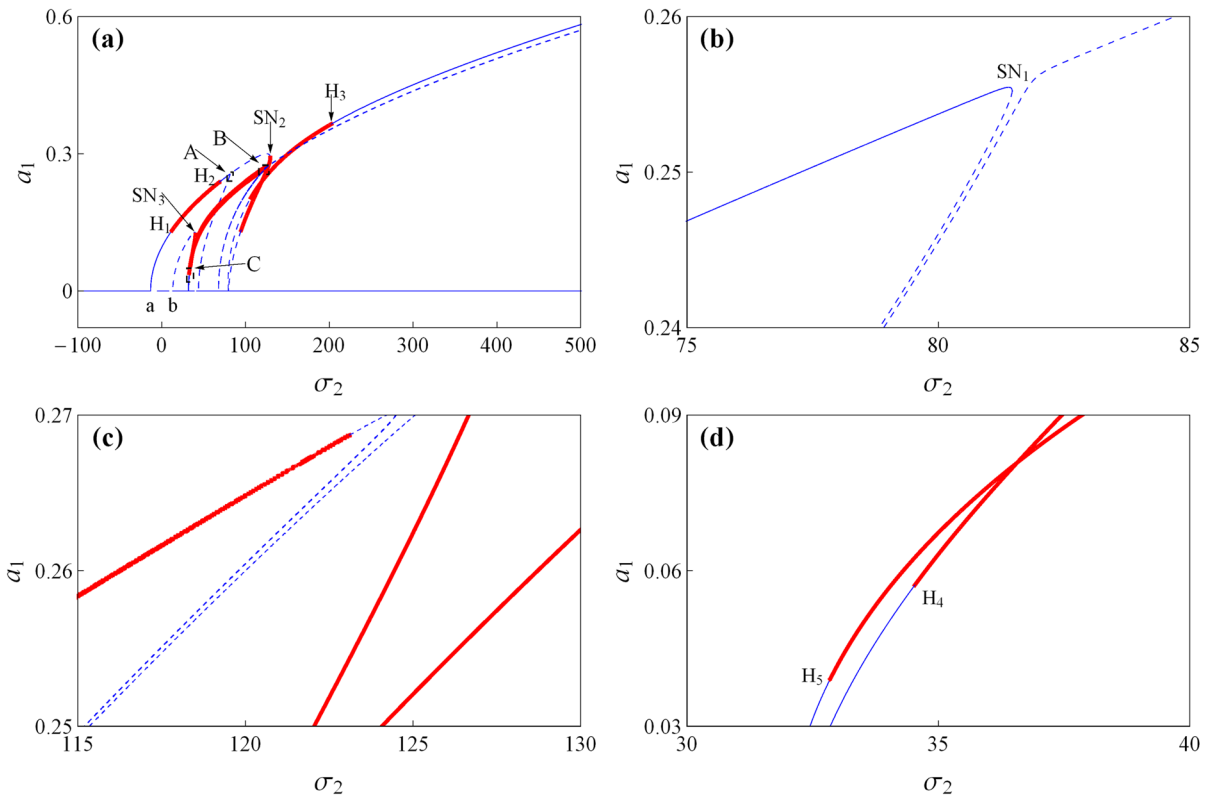 (a)
0.6
0.3
0
a₁
H₃
SN₂
B
A
H₂
SN₃
H₁
C
a
b
−100
0
100
200
300
400
500
σ₂
(b)
0.26
0.25
0.24
a₁
SN₁
75
80
85
σ₂
(c)
0.27
0.26
0.25
a₁
115
120
125
130
σ₂
(d)
0.09
0.06
0.03
a₁
H₄
H₅
30
35
40
σ₂